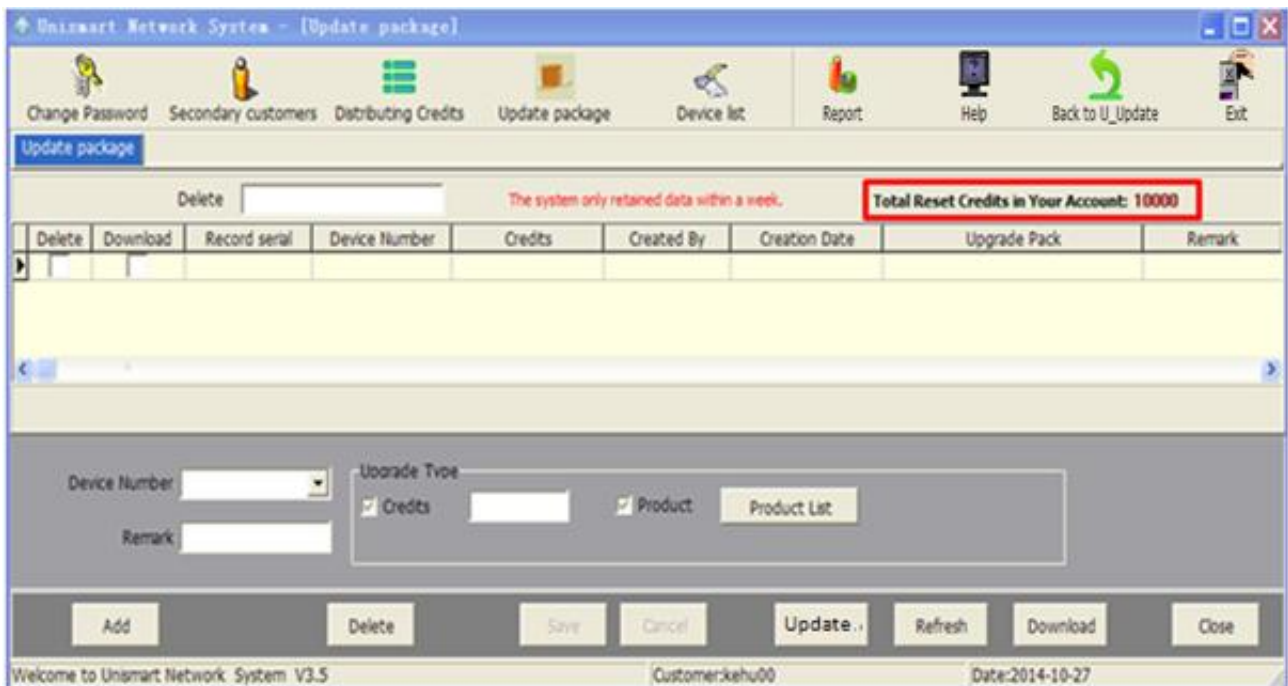 Unismart Network System - [Update package]
Change Password Secondary customers Distributing Credits Update package Device list Report Help Back to U_Update Exit
Update package
Delete The system only retained data within a week. Total Reset Credits in Your Account: 10000
Delete Download Record serial Device Number Credits Created By Creation Date Upgrade Pack Remark
Upgrade Type
Device Number
Credits Product Product List
Remark
Add Delete Save Cancel Update.. Refresh Download Close
Welcome to Unismart Network System V3.5 Customer:kehu00 Date:2014-10-27